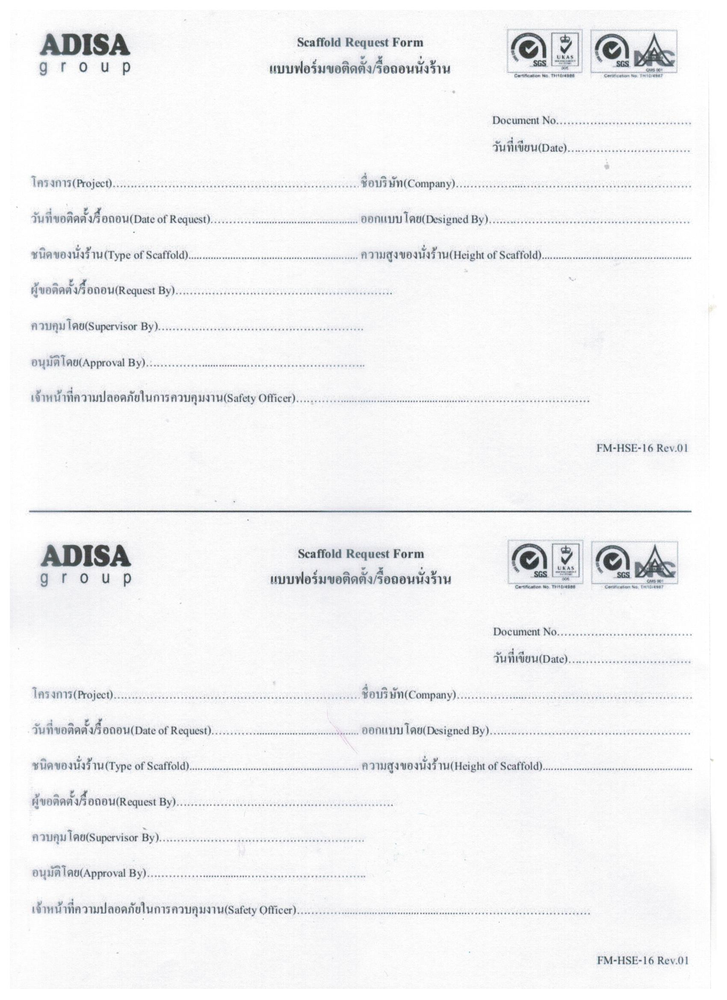 ADISA
group
Scaffold Request Form
แบบฟอร์มขอติดตั้ง/รื้อถอนนั่งร้าน
SGS UKAS 005 SGS QMS 001
Certification No. TH10/4986 Certification No. TH10/4987
Document No.......................................
วันที่เขียน(Date)....................................
โครงการ(Project)........................................................................ ชื่อบริษัท(Company)....................................................................
วันที่ขอติดตั้ง/รื้อถอน(Date of Request).................................................. ออกแบบโดย(Designed By)..........................................................
ชนิดของนั่งร้าน(Type of Scaffold)......................................................... ความสูงของนั่งร้าน(Height of Scaffold)..................................................
ผู้ขอติดตั้ง/รื้อถอน(Request By)..............................................................
ควบคุมโดย(Supervisor By)...........................................................
อนุมัติโดย(Approval By)...............................................................
เจ้าหน้าที่ความปลอดภัยในการควบคุมงาน(Safety Officer)....................................................................................
FM-HSE-16 Rev.01
ADISA
group
Scaffold Request Form
แบบฟอร์มขอติดตั้ง/รื้อถอนนั่งร้าน
SGS UKAS 005 SGS QMS 001
Certification No. TH10/4986 Certification No. TH10/4987
Document No.......................................
วันที่เขียน(Date)....................................
โครงการ(Project)........................................................................ ชื่อบริษัท(Company)....................................................................
วันที่ขอติดตั้ง/รื้อถอน(Date of Request).................................................. ออกแบบโดย(Designed By)..........................................................
ชนิดของนั่งร้าน(Type of Scaffold)......................................................... ความสูงของนั่งร้าน(Height of Scaffold)..................................................
ผู้ขอติดตั้ง/รื้อถอน(Request By)..............................................................
ควบคุมโดย(Supervisor By)...........................................................
อนุมัติโดย(Approval By)...............................................................
เจ้าหน้าที่ความปลอดภัยในการควบคุมงาน(Safety Officer)....................................................................................
FM-HSE-16 Rev.01